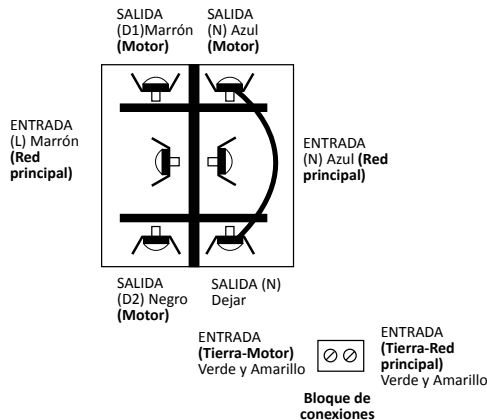 SALIDA
(D1)Marrón
(Motor)
SALIDA
(N) Azul
(Motor)
ENTRADA
(L) Marrón
(Red
principal)
ENTRADA
(N) Azul (Red
principal)
SALIDA
(D2) Negro
(Motor)
SALIDA (N)
Dejar
ENTRADA
(Tierra-Motor)
Verde y Amarillo
ENTRADA
(Tierra-Red
principal)
Verde y Amarillo
Bloque de
conexiones